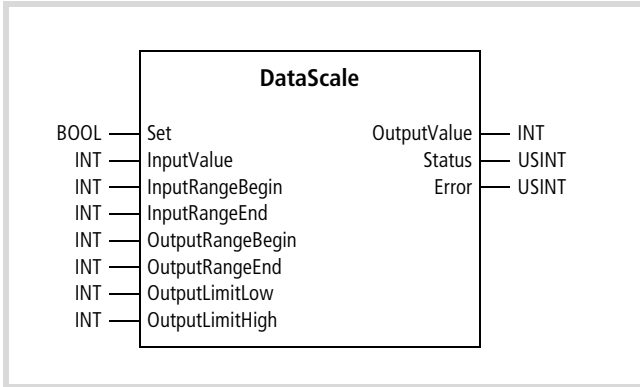 DataScale
BOOL Set OutputValue INT
INT InputValue Status USINT
INT InputRangeBegin Error USINT
INT InputRangeEnd
INT OutputRangeBegin
INT OutputRangeEnd
INT OutputLimitLow
INT OutputLimitHigh